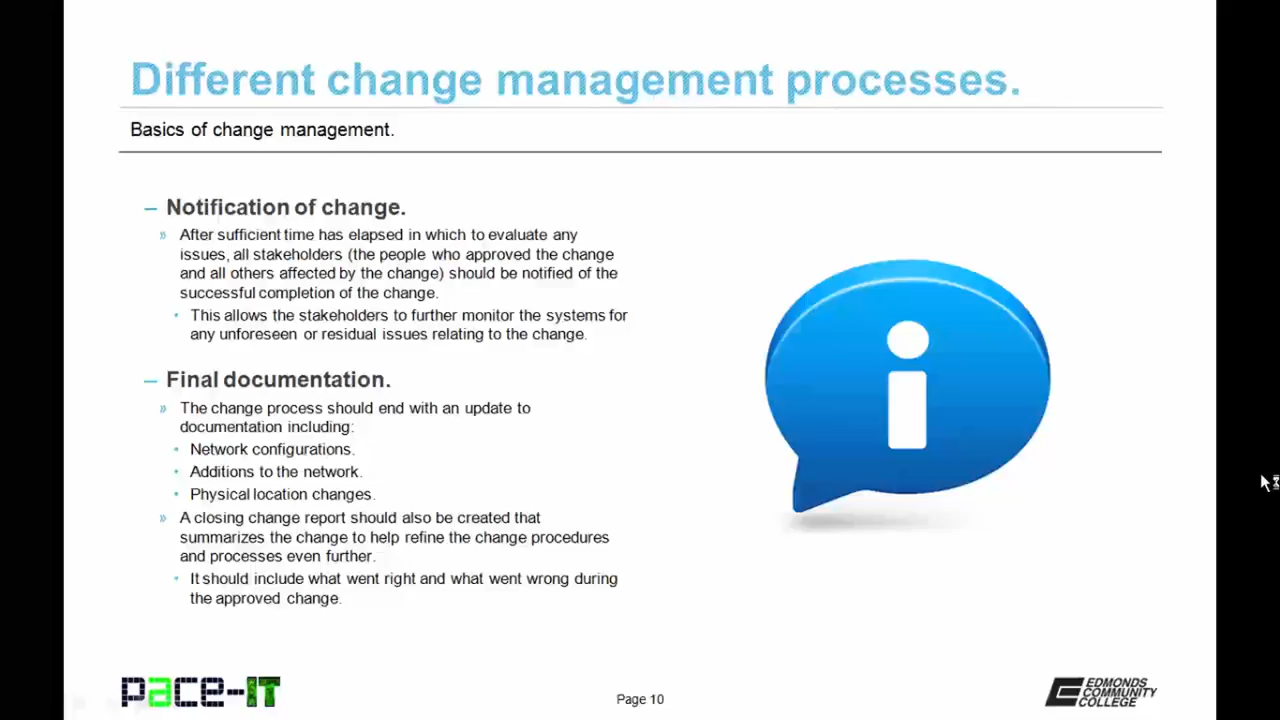 Different change management processes.
Basics of change management.
– Notification of change.
» After sufficient time has elapsed in which to evaluate any
issues, all stakeholders (the people who approved the change
and all others affected by the change) should be notified of the
successful completion of the change.
• This allows the stakeholders to further monitor the systems for
any unforeseen or residual issues relating to the change.
– Final documentation.
» The change process should end with an update to
documentation including:
• Network configurations.
• Additions to the network.
• Physical location changes.
» A closing change report should also be created that
summarizes the change to help refine the change procedures
and processes even further.
• It should include what went right and what went wrong during
the approved change.
i
pace-IT
Page 10
EDMONDS
COMMUNITY
COLLEGE